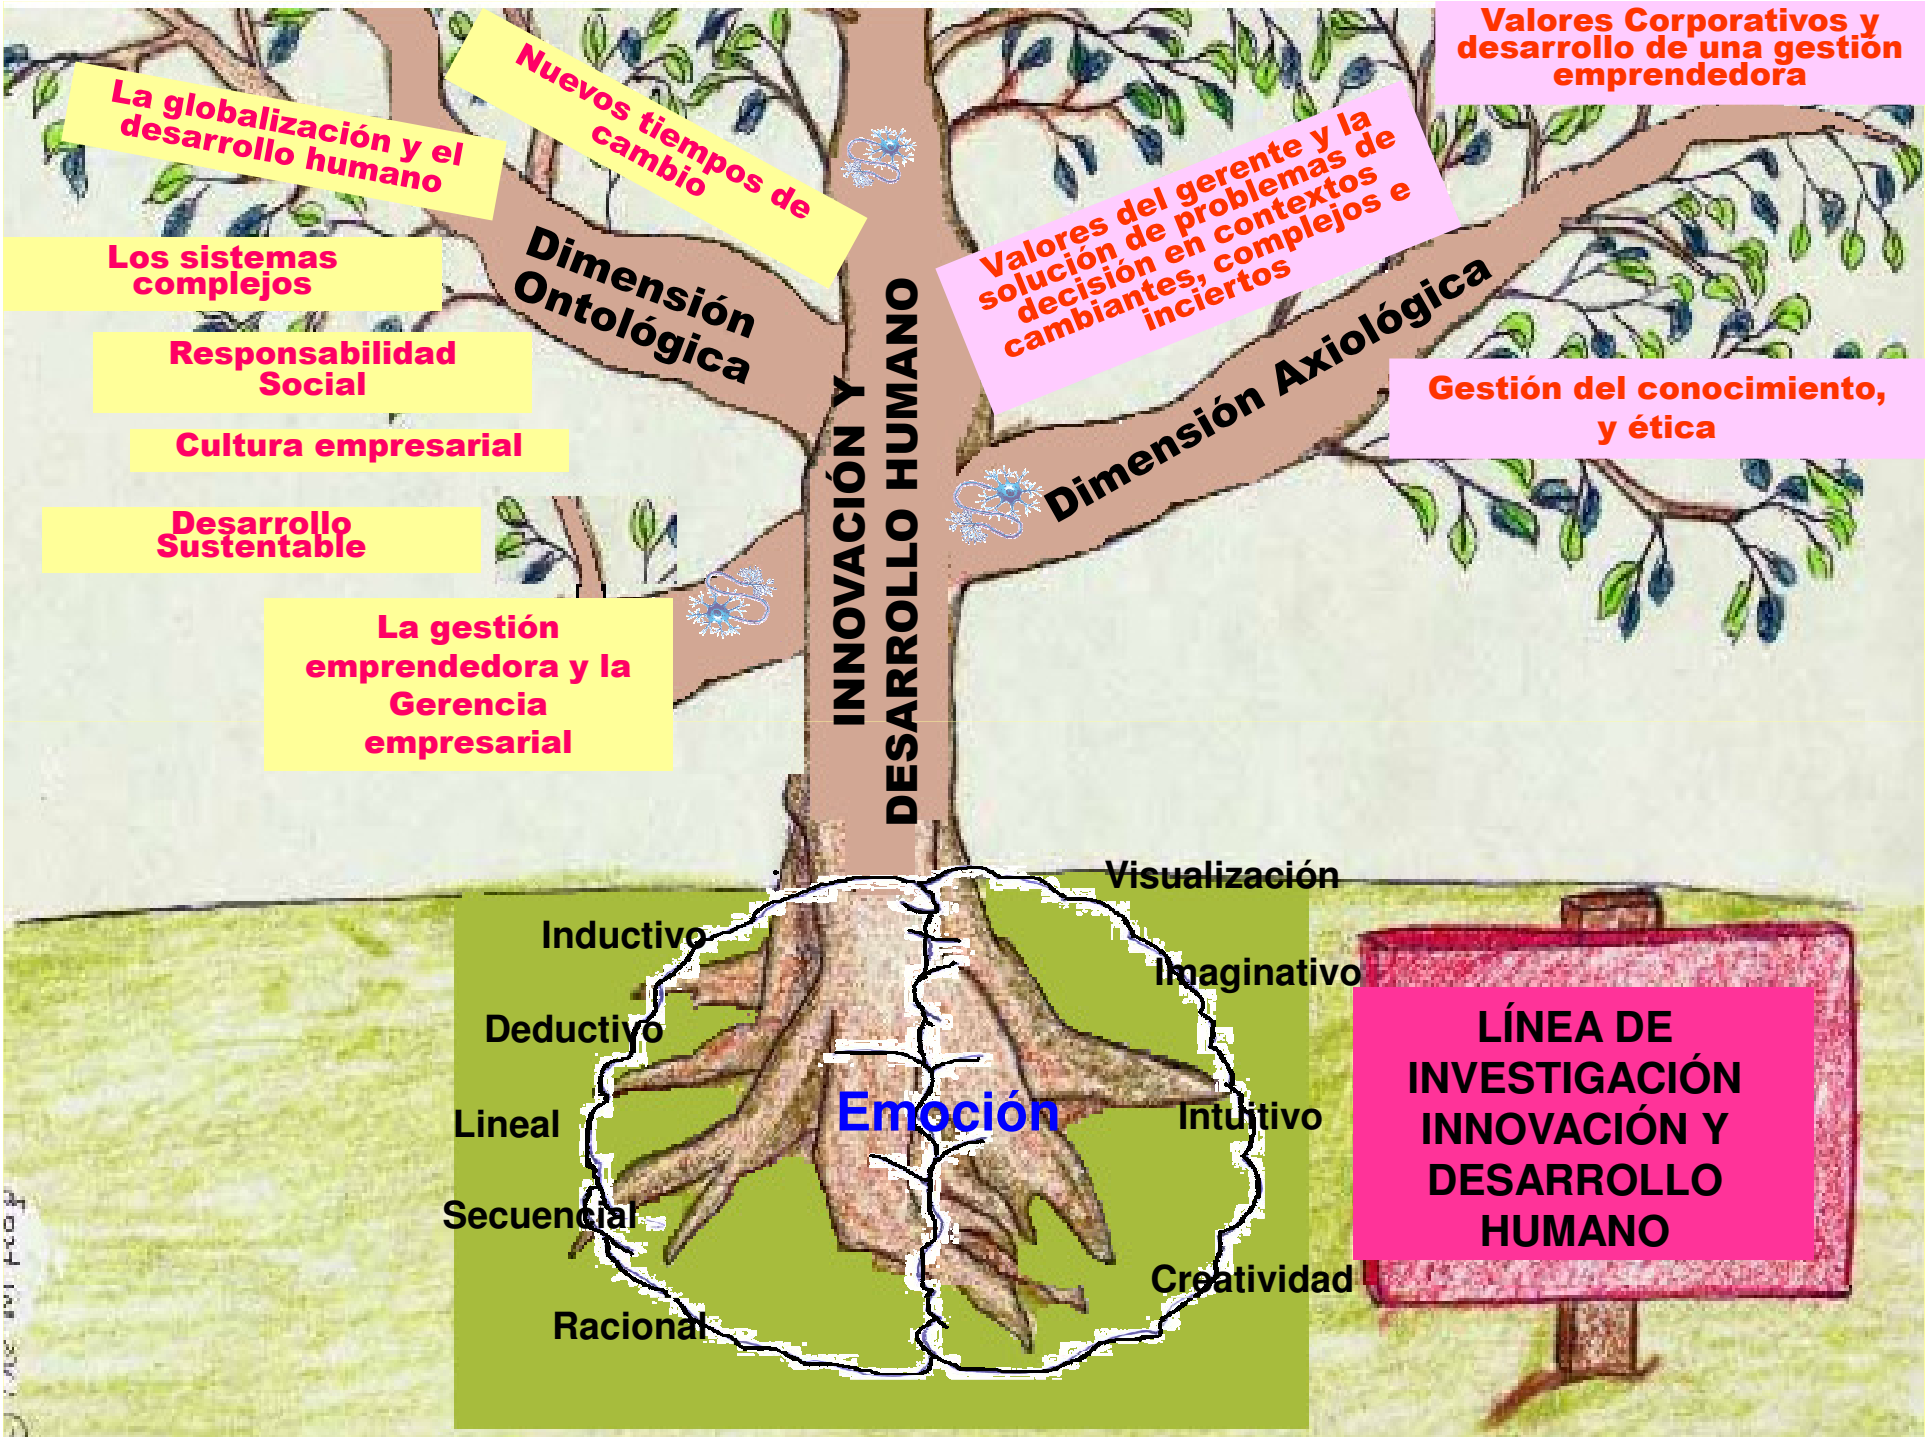 Valores Corporativos y
desarrollo de una gestión
emprendedora
Nuevos tiempos de
cambio
La globalización y el
desarrollo humano
Valores del gerente y la
solución de problemas de
decisión en contextos
cambiantes, complejos e
inciertos
Los sistemas
complejos
Dimensión
Ontológica
Dimensión Axiológica
Responsabilidad
Social
Gestión del conocimiento,
y ética
Cultura empresarial
Desarrollo
Sustentable
INNOVACIÓN Y
DESARROLLO HUMANO
La gestión
emprendedora y la
Gerencia
empresarial
Visualización
Inductivo
Imaginativo
Deductivo
Emoción
Lineal
Intuitivo
Secuencial
Creatividad
Racional
LÍNEA DE
INVESTIGACIÓN
INNOVACIÓN Y
DESARROLLO
HUMANO